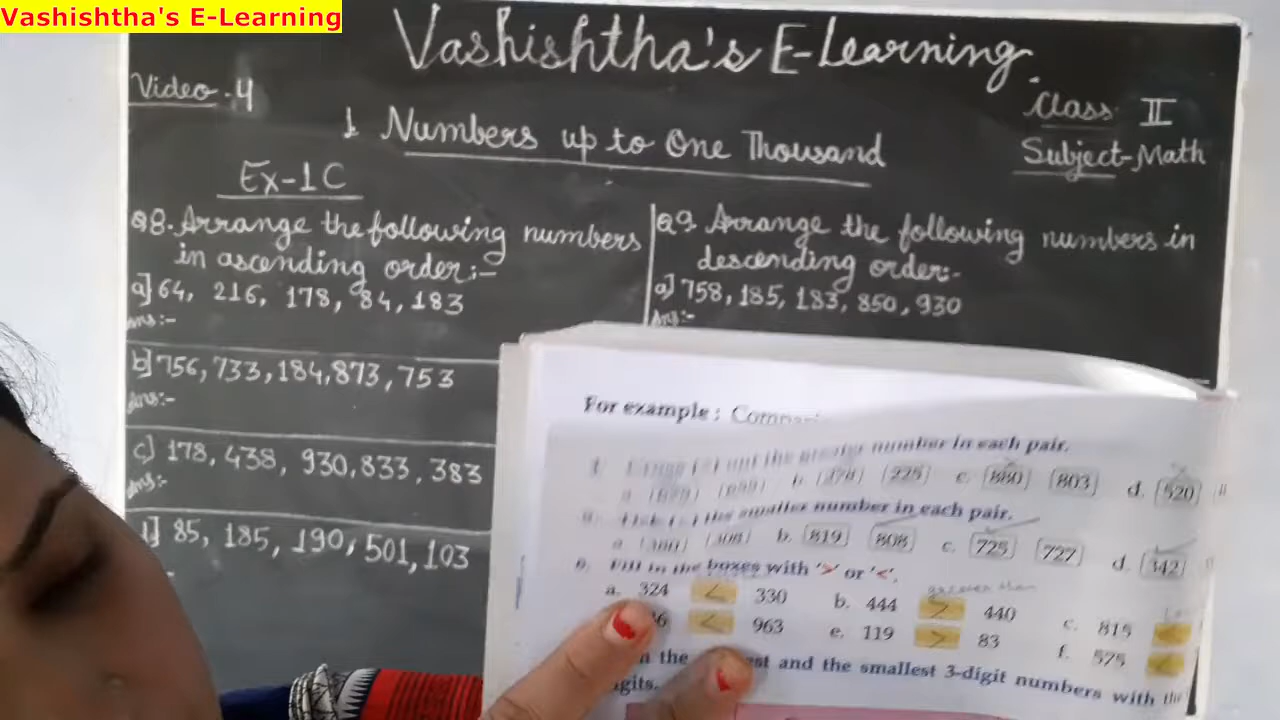 Vashishtha's E-Learning
Vashishtha's E-Learning
Video-4
Class II
1 Numbers up to One Thousand
Subject-Math
Ex-1C
Q8. Arrange the following numbers
in ascending order:-
a] 64, 216, 178, 84, 183
Ans:-
b] 756, 733, 184, 873, 753
Ans:-
c) 178, 438, 930, 833, 383
Ans:-
d] 85, 185, 190, 501, 103
Q9. Arrange the following numbers in
descending order:-
a) 758, 185, 183, 850, 930
Ans:-
For example :
number in each pair.
225 c. 880 803 d. 520
the smaller number in each pair.
b. 819 808 c. 725 727 d. 342
Fill in the boxes with '>' or '<'.
greater than
a. 324 < 330 b. 444 > 440 c. 815 <
< 963 e. 119 > 83 f. 575 <
and the smallest 3-digit numbers with the